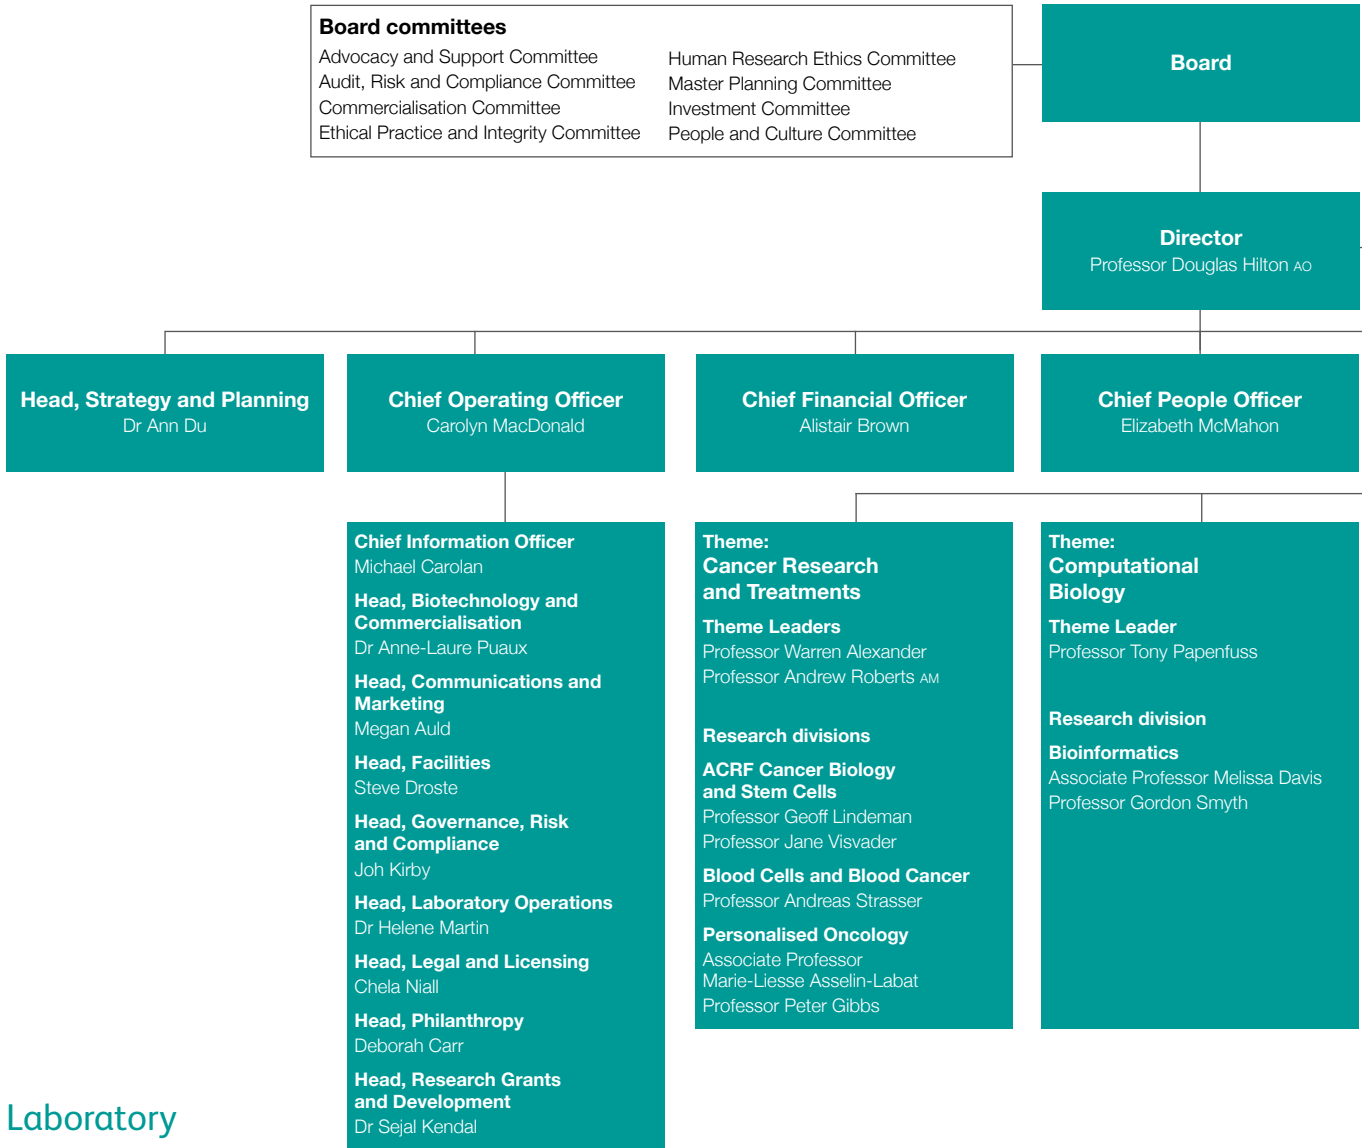 Board committees
Advocacy and Support Committee
Audit, Risk and Compliance Committee
Commercialisation Committee
Ethical Practice and Integrity Committee
Human Research Ethics Committee
Master Planning Committee
Investment Committee
People and Culture Committee
Board
Director
Professor Douglas Hilton AO
Head, Strategy and Planning
Dr Ann Du
Chief Operating Officer
Carolyn MacDonald
Chief Financial Officer
Alistair Brown
Chief People Officer
Elizabeth McMahon
Chief Information Officer
Michael Carolan
Head, Biotechnology and
Commercialisation
Dr Anne-Laure Puaux
Head, Communications and
Marketing
Megan Auld
Head, Facilities
Steve Droste
Head, Governance, Risk
and Compliance
Joh Kirby
Head, Laboratory Operations
Dr Helene Martin
Head, Legal and Licensing
Chela Niall
Head, Philanthropy
Deborah Carr
Head, Research Grants
and Development
Dr Sejal Kendal
Theme:
Cancer Research
and Treatments
Theme Leaders
Professor Warren Alexander
Professor Andrew Roberts AM
Research divisions
ACRF Cancer Biology
and Stem Cells
Professor Geoff Lindeman
Professor Jane Visvader
Blood Cells and Blood Cancer
Professor Andreas Strasser
Personalised Oncology
Associate Professor
Marie-Liesse Asselin-Labat
Professor Peter Gibbs
Theme:
Computational
Biology
Theme Leader
Professor Tony Papenfuss
Research division
Bioinformatics
Associate Professor Melissa Davis
Professor Gordon Smyth
Laboratory